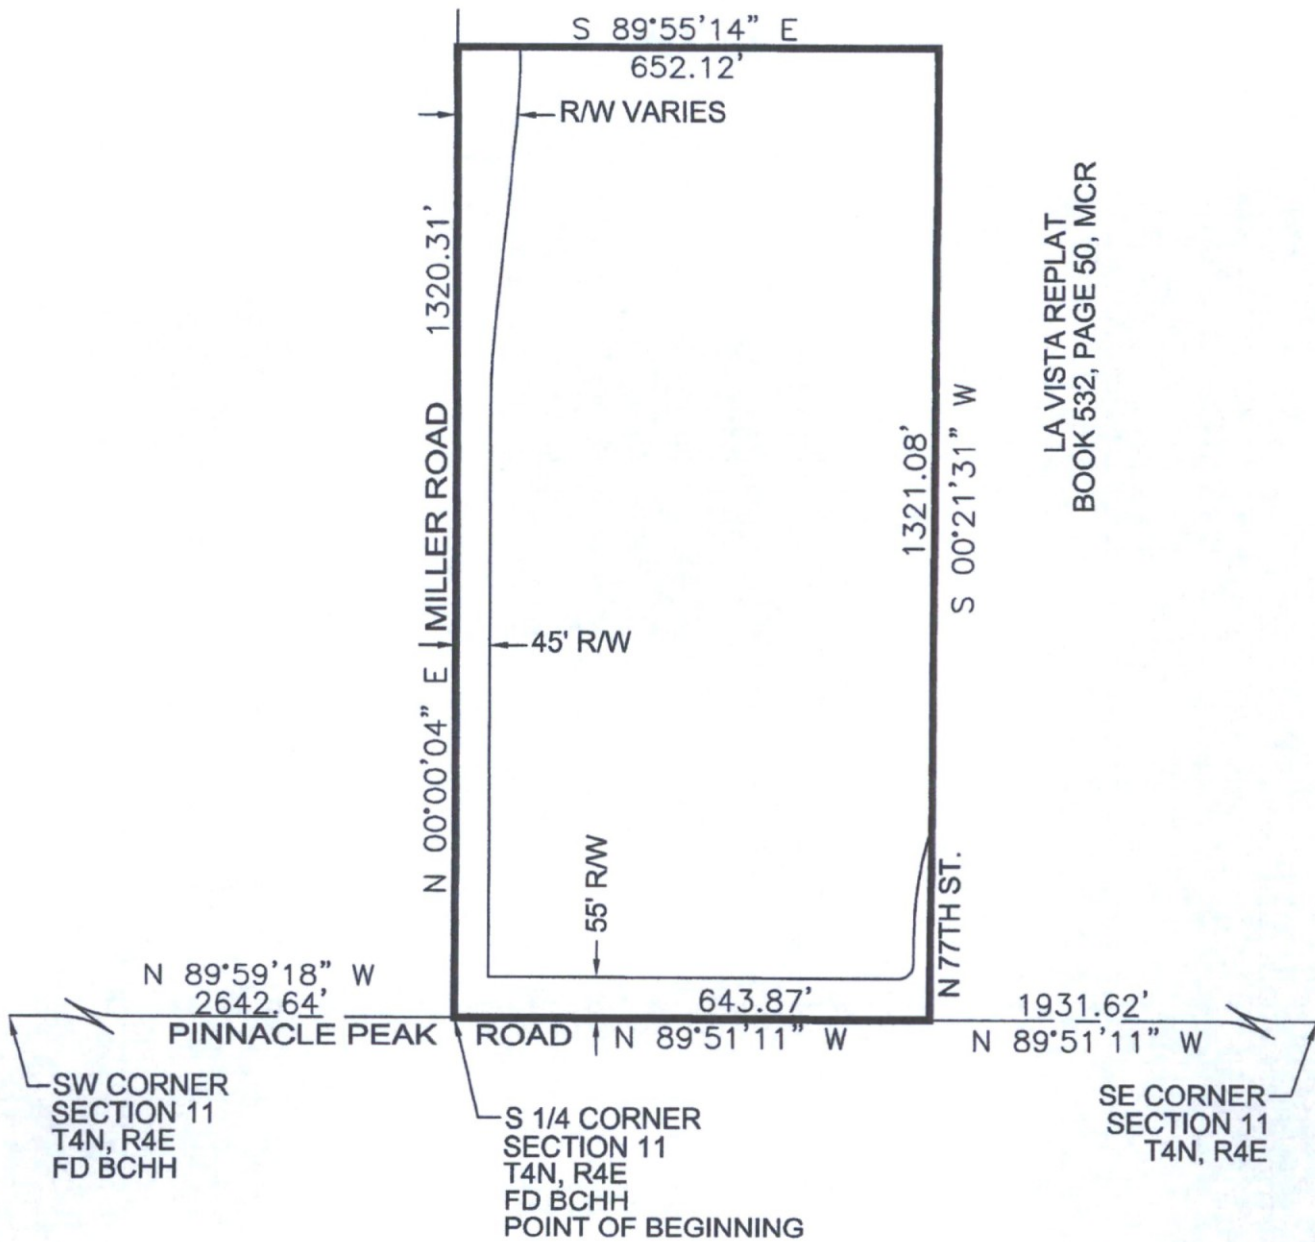 S 89°55'14" E
652.12'
R/W VARIES
1320.31'
LA VISTA REPLAT
BOOK 532, PAGE 50, MCR
MILLER ROAD
1321.08'
S 00°21'31" W
45' R/W
N 00°00'04" E
55' R/W
N 77TH ST.
N 89°59'18" W
2642.64'
643.87'
1931.62'
PINNACLE PEAK ROAD
N 89°51'11" W
N 89°51'11" W
SW CORNER
SECTION 11
T4N, R4E
FD BCHH
S 1/4 CORNER
SECTION 11
T4N, R4E
FD BCHH
POINT OF BEGINNING
SE CORNER
SECTION 11
T4N, R4E